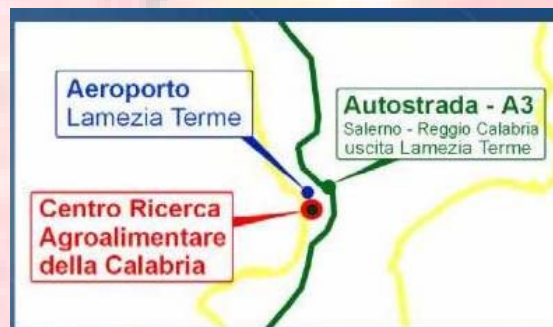 Aeroporto
Lamezia Terme
Autostrada - A3
Salerno - Reggio Calabria
uscita Lamezia Terme
Centro Ricerca
Agroalimentare
della Calabria